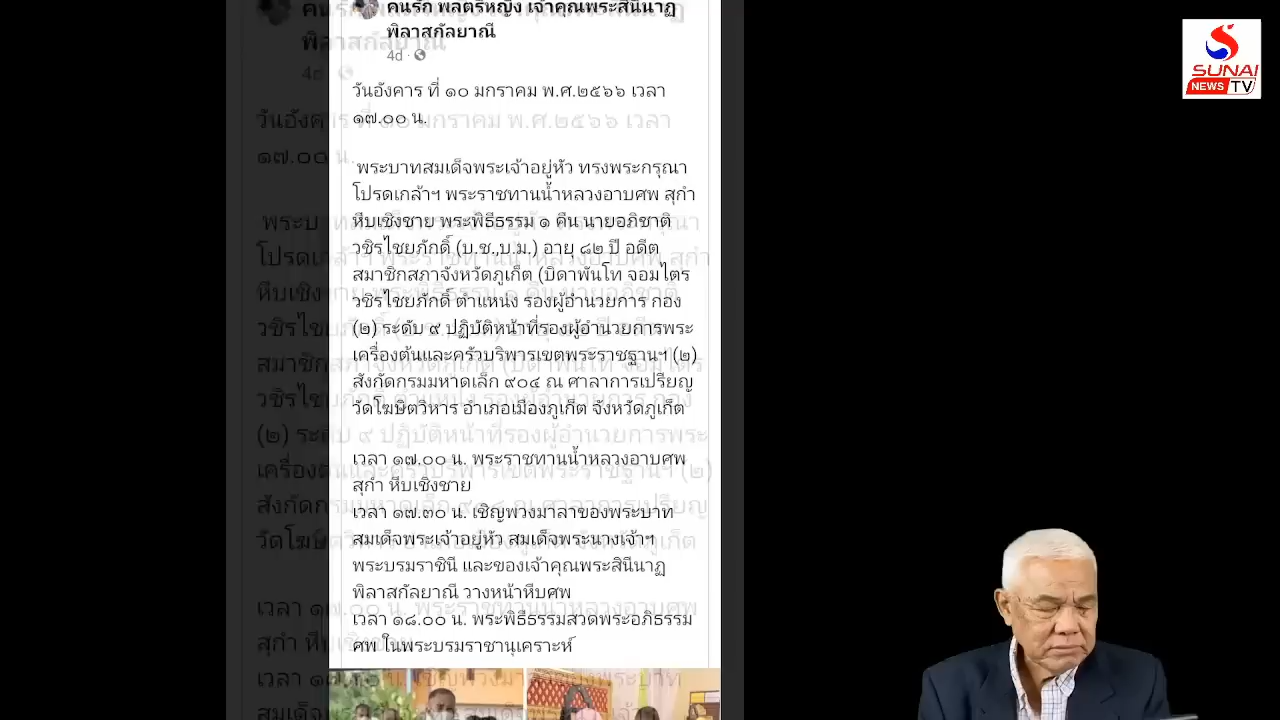 คนรัก พลตรีหญิง เจ้าคุณพระสินีนาฏ
พิลาสกัลยาณี
4d ·
วันอังคาร ที่ ๑๐ มกราคม พ.ศ.๒๕๖๖ เวลา
๑๗.๐๐ น.
พระบาทสมเด็จพระเจ้าอยู่หัว ทรงพระกรุณา
โปรดเกล้าฯ พระราชทานน้ำหลวงอาบศพ สุกำ
หีบเชิงชาย พระพิธีธรรม ๑ คืน นายอภิชาติ
วชิรไชยภักดิ์ (บ.ช.,บ.ม.) อายุ ๘๒ ปี อดีต
สมาชิกสภาจังหวัดภูเก็ต (บิดาพันโท จอมไตร
วชิรไชยภักดิ์ ตำแหน่ง รองผู้อำนวยการ กอง
(๒) ระดับ ๙ ปฏิบัติหน้าที่รองผู้อำนวยการพระ
เครื่องต้นและครัวบริพารเขตพระราชฐานฯ (๒)
สังกัดกรมมหาดเล็ก ๙๐๔ ณ ศาลาการเปรียญ
วัดโฆษิตวิหาร อำเภอเมืองภูเก็ต จังหวัดภูเก็ต
เวลา ๑๗.๐๐ น. พระราชทานน้ำหลวงอาบศพ
สุกำ หีบเชิงชาย
เวลา ๑๗.๓๐ น. เชิญพวงมาลาของพระบาท
สมเด็จพระเจ้าอยู่หัว สมเด็จพระนางเจ้าฯ
พระบรมราชินี และของเจ้าคุณพระสินีนาฏ
พิลาสกัลยาณี วางหน้าหีบศพ
เวลา ๑๘.๐๐ น. พระพิธีธรรมสวดพระอภิธรรม
ศพ ในพระบรมราชานุเคราะห์
SUNAI
NEWS TV